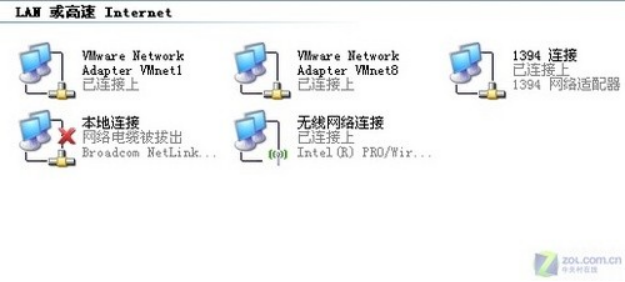 LAN 或高速 Internet
VMware Network
Adapter VMnet1
已连接上
VMware Network
Adapter VMnet8
已连接上
1394 连接
已连接上
1394 网络适配器
本地连接
网络电缆被拔出
Broadcom NetLink...
无线网络连接
已连接上
Intel(R) PRO/Wir...
ZOL.COM.CN
中关村在线